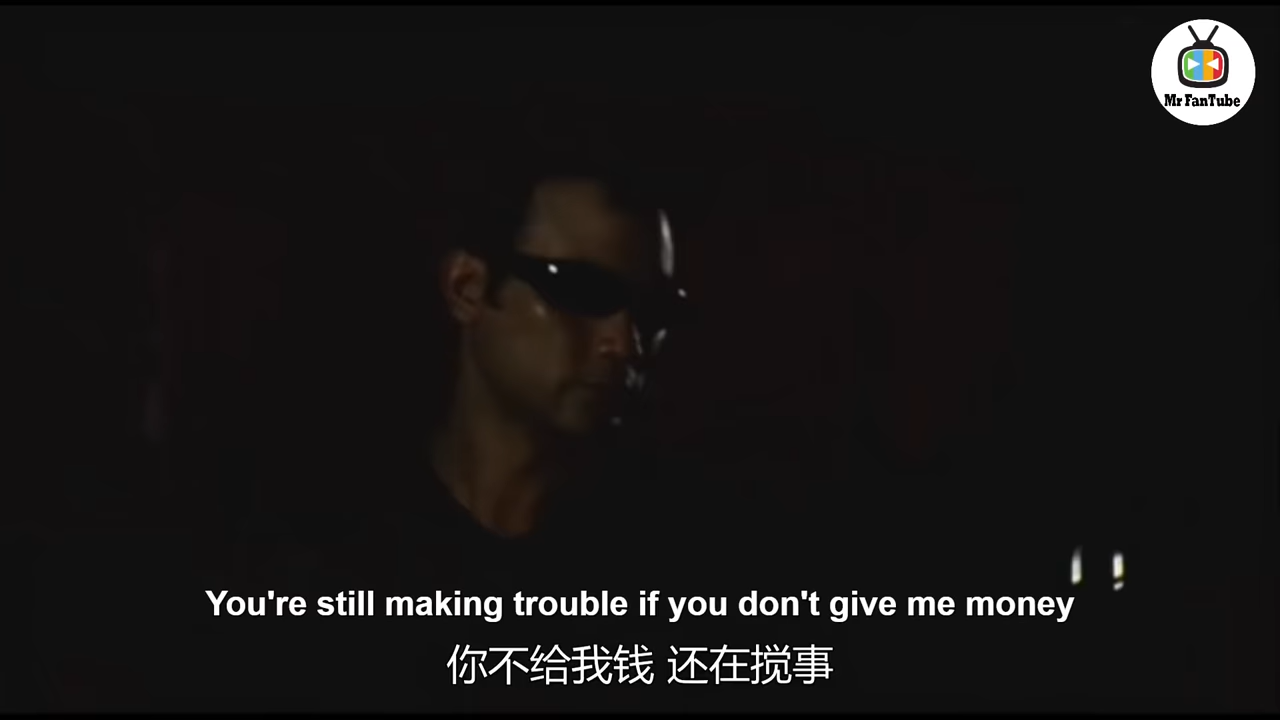 Mr FanTube
You're still making trouble if you don't give me money
你不给我钱 还在搅事